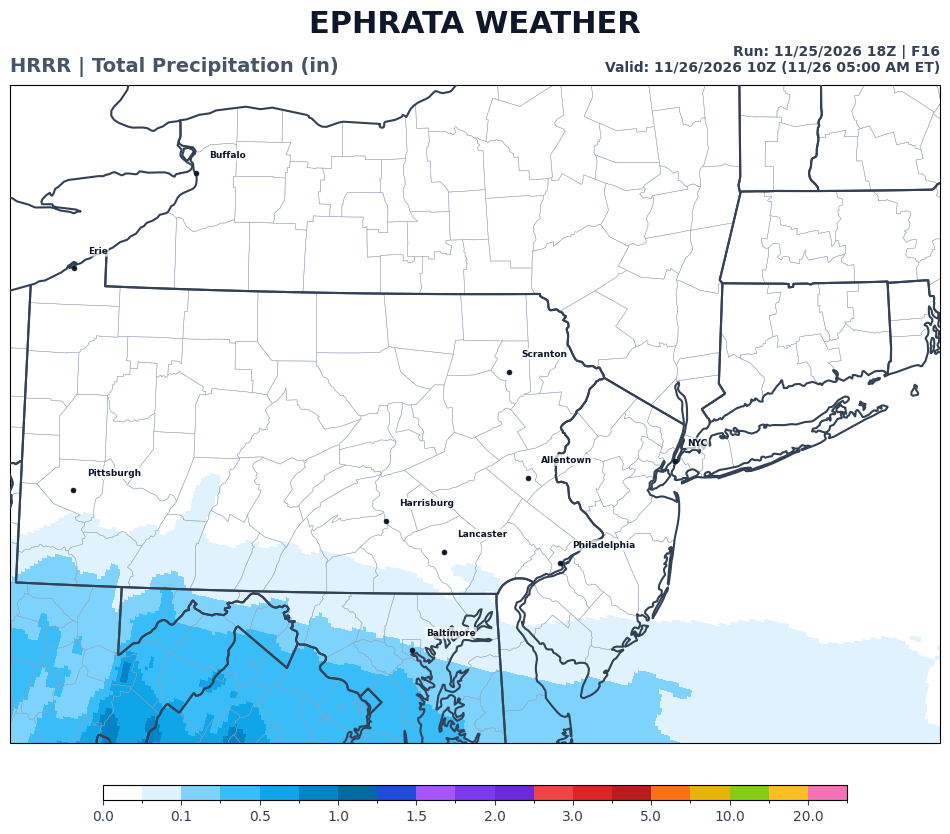 EPHRATA WEATHER
HRRR | Total Precipitation (in)
Run: 11/25/2026 18Z | F16
Valid: 11/26/2026 10Z (11/26 05:00 AM ET)
Buffalo
Erie
Scranton
NYC
Allentown
Pittsburgh
Harrisburg
Lancaster
Philadelphia
Baltimore
0.0 0.1 0.5 1.0 1.5 2.0 3.0 5.0 10.0 20.0